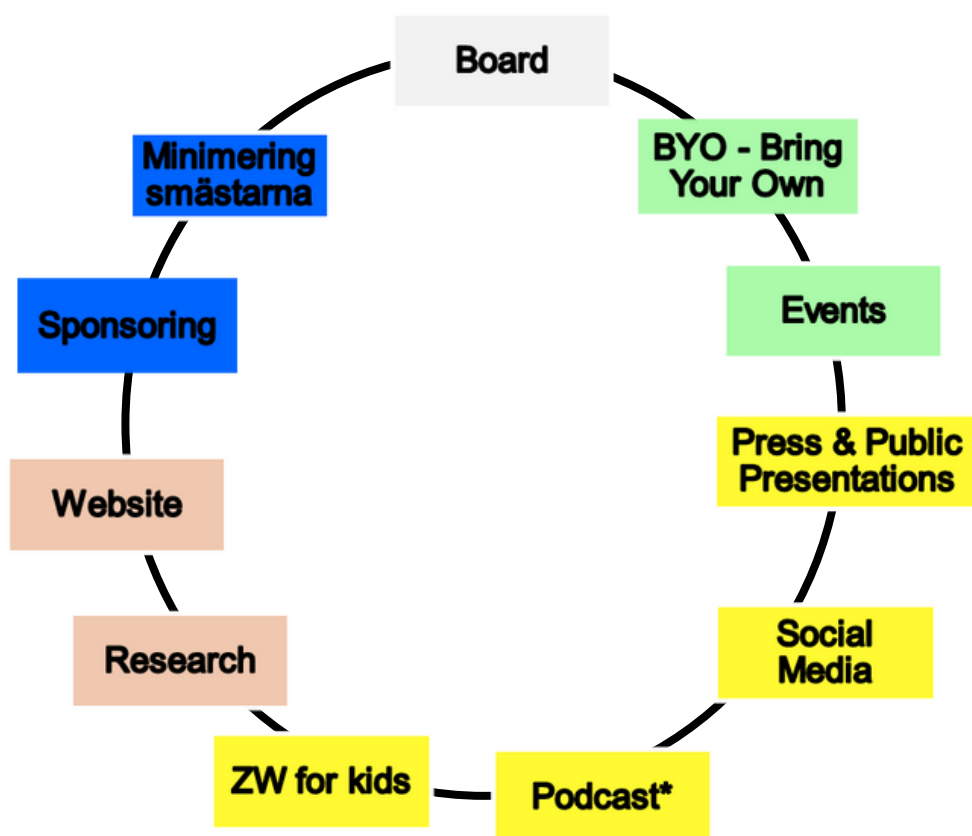 Board
BYO - Bring
Your Own
Events
Press & Public
Presentations
Social
Media
Podcast*
ZW for kids
Research
Website
Sponsoring
Minimering
smästarna